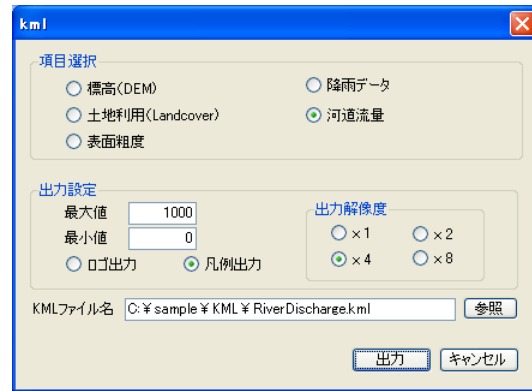 kml
項目選択
標高(DEM)
降雨データ
土地利用(Landcover)
河道流量
表面粗度
出力設定
最大値 1000
最小値 0
ロゴ出力
凡例出力
出力解像度
×1
×2
×4
×8
KMLファイル名 C:¥sample¥KML¥RiverDischarge.kml 参照
出力
キャンセル